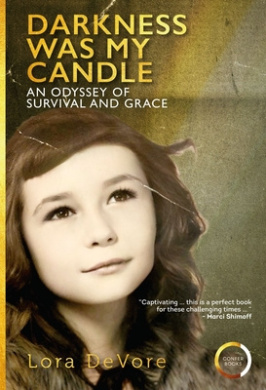 DARKNESS
WAS MY
CANDLE
AN ODYSSEY OF
SURVIVAL AND GRACE
"Captivating ... this is a perfect book
for these challenging times ..."
– Marci Shimoff
Lora DeVore
CONFER
BOOKS